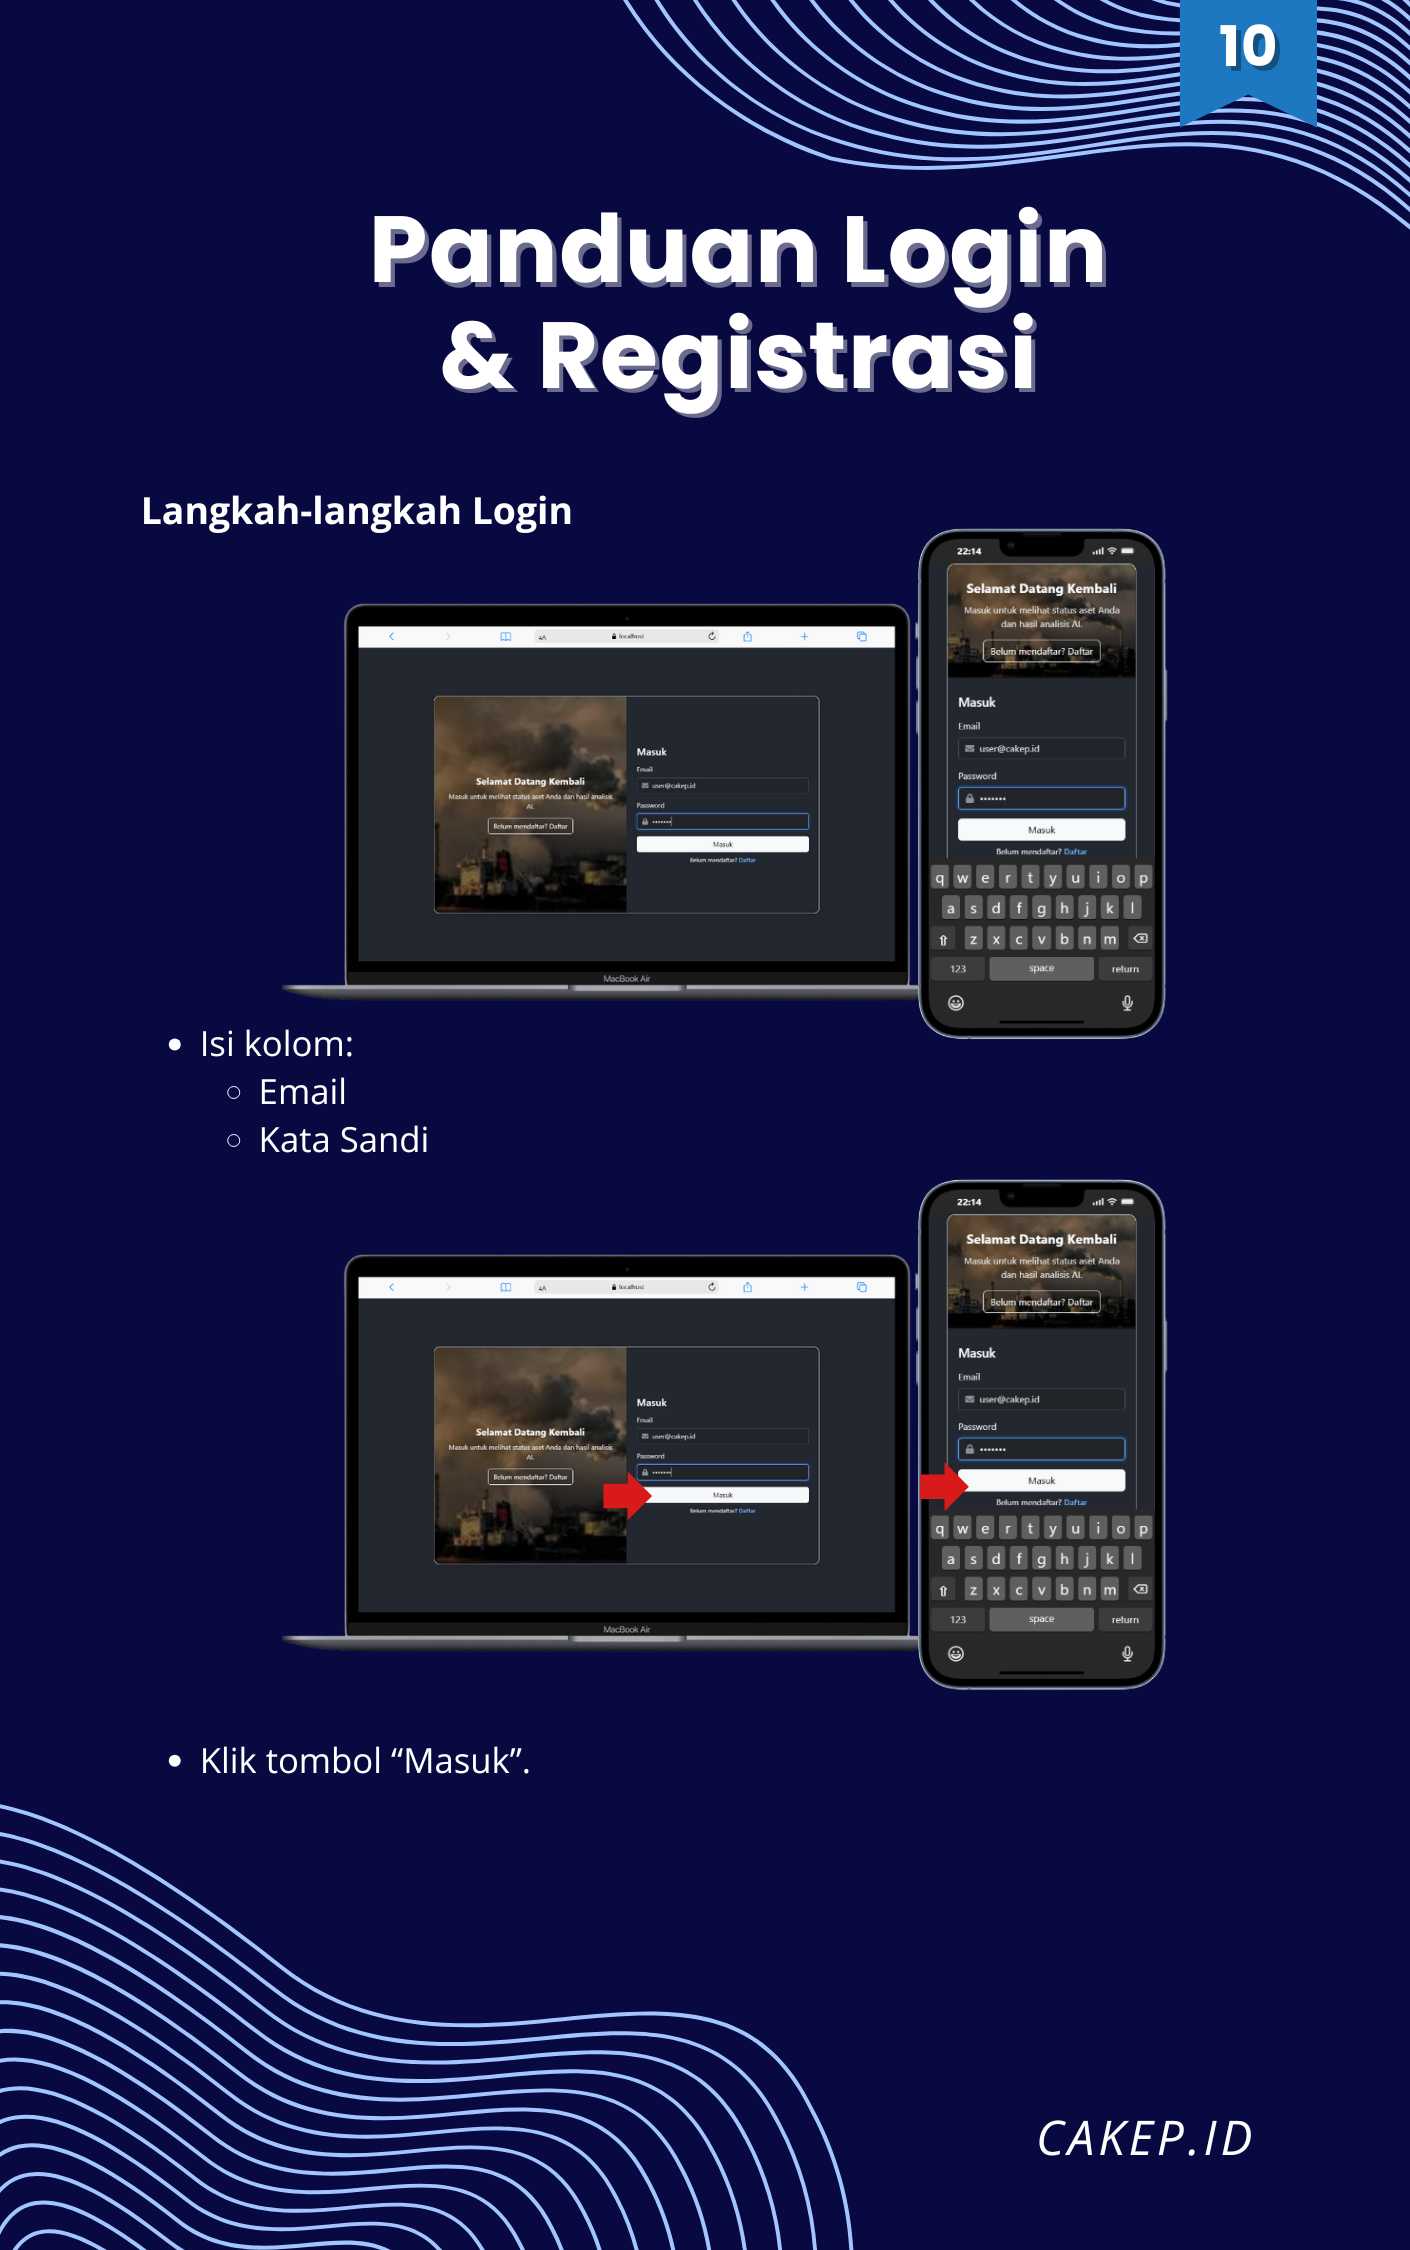 10
Panduan Login
& Registrasi
Langkah-langkah Login
localhost
Selamat Datang Kembali
Masuk untuk melihat status aset Anda dan hasil analisis
AI.
Belum mendaftar? Daftar
Masuk
Email
user@cakep.id
Password
•••••••
Masuk
Belum mendaftar? Daftar
MacBook Air
22:14
Selamat Datang Kembali
Masuk untuk melihat status aset Anda
dan hasil analisis AI.
Belum mendaftar? Daftar
Masuk
Email
user@cakep.id
Password
•••••••
Masuk
Belum mendaftar? Daftar
q w e r t y u i o p
a s d f g h j k l
z x c v b n m
123 space return
• Isi kolom:
○ Email
○ Kata Sandi
localhost
Selamat Datang Kembali
Masuk untuk melihat status aset Anda dan hasil analisis
AI.
Belum mendaftar? Daftar
Masuk
Email
user@cakep.id
Password
•••••••
Masuk
Belum mendaftar? Daftar
MacBook Air
22:14
Selamat Datang Kembali
Masuk untuk melihat status aset Anda
dan hasil analisis AI.
Belum mendaftar? Daftar
Masuk
Email
user@cakep.id
Password
•••••••
Masuk
Belum mendaftar? Daftar
q w e r t y u i o p
a s d f g h j k l
z x c v b n m
123 space return
• Klik tombol “Masuk”.
CAKEP.ID